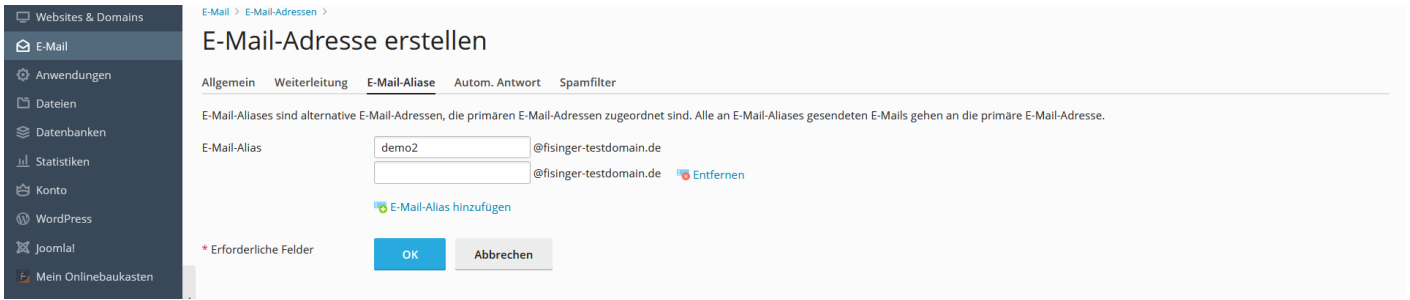 Websites & Domains
E-Mail
Anwendungen
Dateien
Datenbanken
Statistiken
Konto
WordPress
Joomla!
Mein Onlinebaukasten
E-Mail > E-Mail-Adressen >
E-Mail-Adresse erstellen
Allgemein Weiterleitung E-Mail-Aliase Autom. Antwort Spamfilter
E-Mail-Aliases sind alternative E-Mail-Adressen, die primären E-Mail-Adressen zugeordnet sind. Alle an E-Mail-Aliases gesendeten E-Mails gehen an die primäre E-Mail-Adresse.
E-Mail-Alias demo2 @fisinger-testdomain.de
@fisinger-testdomain.de Entfernen
E-Mail-Alias hinzufügen
* Erforderliche Felder OK Abbrechen